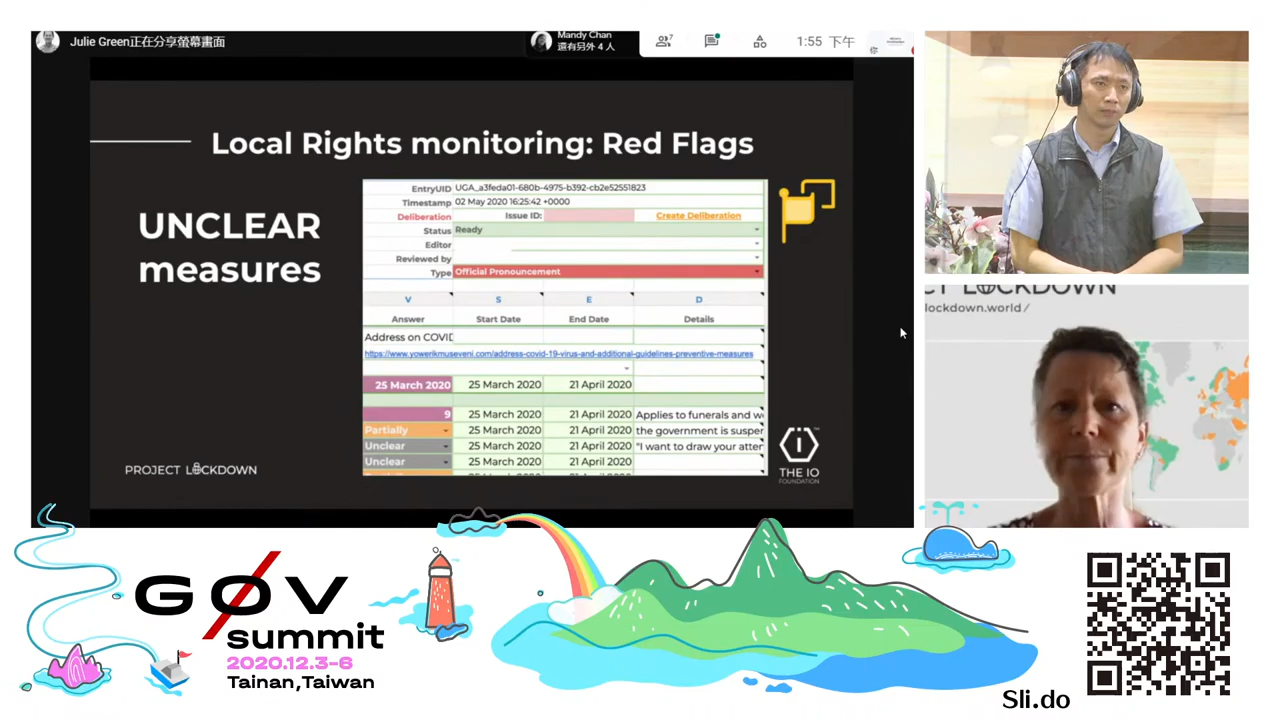 Julie Green正在分享螢幕畫面
Mandy Chan
還有另外 4 人
7
1:55 下午
你
Local Rights monitoring: Red Flags
UNCLEAR
measures
EntryUID UGA_a3feda01-680b-4975-b392-cb2e52551823
Timestamp 02 May 2020 16:25:42 +0000
Deliberation Issue ID: Create Deliberation
Status Ready
Editor
Reviewed by
Type Official Pronouncement
V S E D
Answer Start Date End Date Details
Address on COVID
https://www.yowerikmuseveni.com/address-covid-19-virus-and-additional-guidelines-preventive-measures
25 March 2020 25 March 2020 21 April 2020
9 25 March 2020 21 April 2020 Applies to funerals and we
Partially 25 March 2020 21 April 2020 the government is susper
Unclear 25 March 2020 21 April 2020 "I want to draw your atter
Unclear 25 March 2020 21 April 2020
PROJECT LOCKDOWN
THE IO
FOUNDATION
CT LOCKDOWN
lockdown.world/
G0V
summit
2020.12.3-6
Tainan,Taiwan
Sli.do